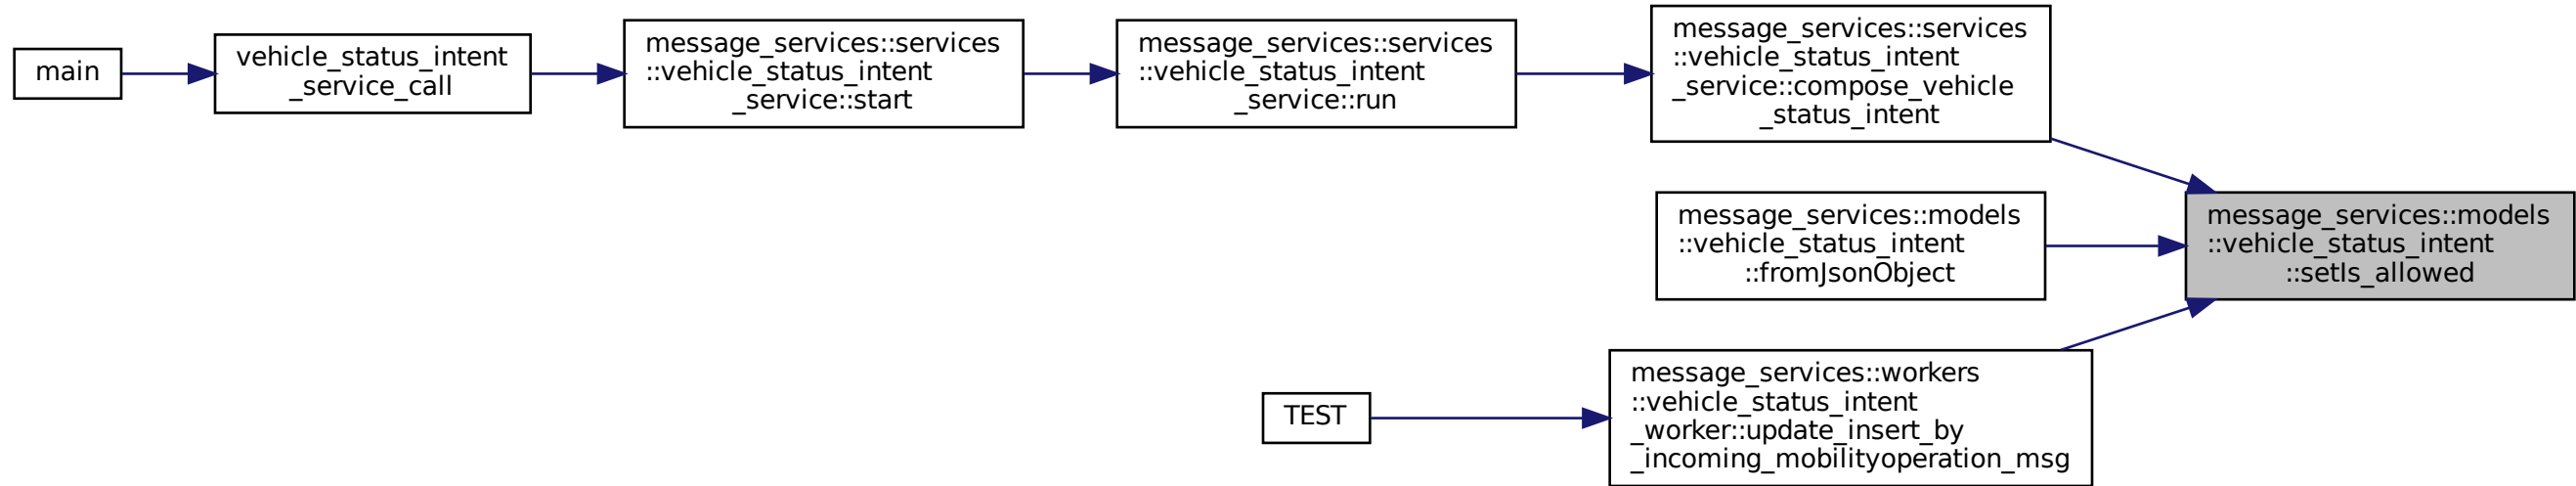 main
vehicle_status_intent
_service_call
message_services::services
::vehicle_status_intent
_service::start
message_services::services
::vehicle_status_intent
_service::run
message_services::services
::vehicle_status_intent
_service::compose_vehicle
_status_intent
message_services::models
::vehicle_status_intent
::fromJsonObject
message_services::models
::vehicle_status_intent
::setIs_allowed
TEST
message_services::workers
::vehicle_status_intent
_worker::update_insert_by
_incoming_mobilityoperation_msg